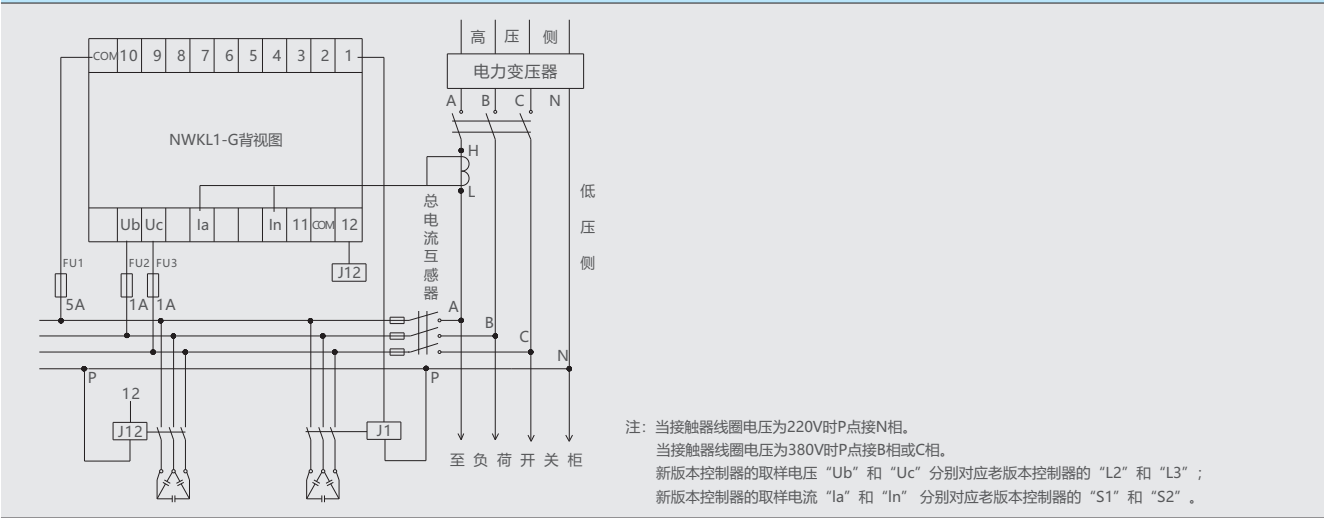 高 压 侧
COM 10 9 8 7 6 5 4 3 2 1
电力变压器
A B C N
NWKL1-G背视图
H
L
总电流互感器
低压侧
Ub Uc Ia In 11 COM 12
FU1 FU2 FU3
J12
5A 1A 1A
A
B
C
N
P P
12
J12 J1
至负荷开关柜
注：当接触器线圈电压为220V时P点接N相。
当接触器线圈电压为380V时P点接B相或C相。
新版本控制器的取样电压“Ub”和“Uc”分别对应老版本控制器的“L2”和“L3”；
新版本控制器的取样电流“Ia”和“In” 分别对应老版本控制器的“S1”和“S2”。